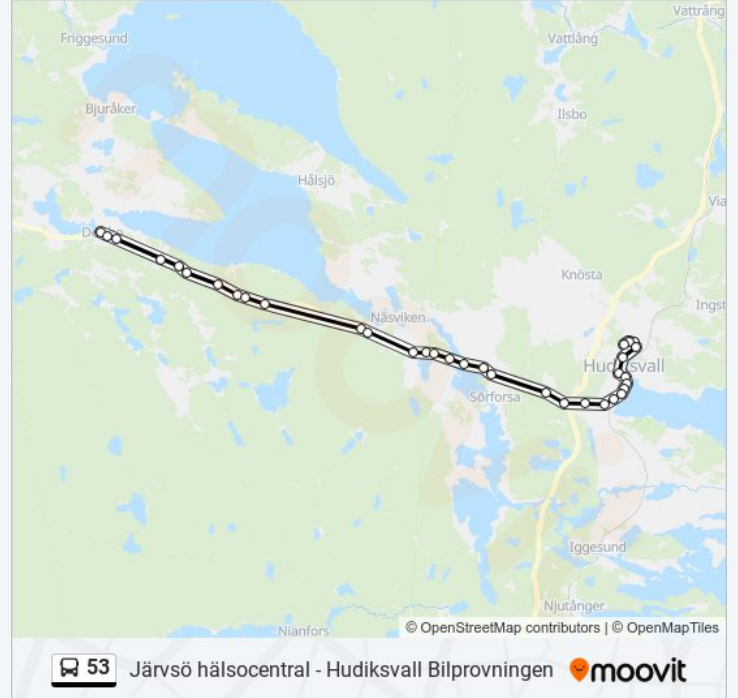 Vattrång
Friggesund
Vattlång
Bjuråker
Ilsbo
Hålsjö
Via
Knösta
Ingst
Näsviken
Hudiksvall
Sörforsa
Iggesund
Njutånger
Nianfors
© OpenStreetMap contributors | © OpenMapTiles
53 Järvsö hälsocentral - Hudiksvall Bilprovningen moovit